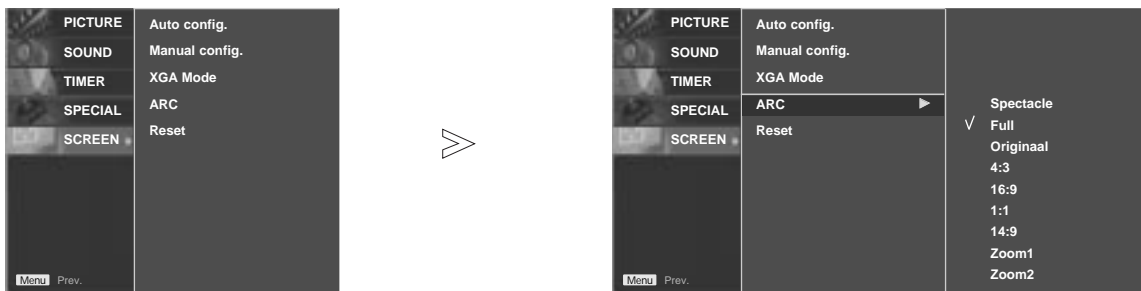 PICTURE
SOUND
TIMER
SPECIAL
SCREEN
Menu Prev.
Auto config.
Manual config.
XGA Mode
ARC
Reset
PICTURE
SOUND
TIMER
SPECIAL
SCREEN
Menu Prev.
Auto config.
Manual config.
XGA Mode
ARC
Reset
Spectacle
√ Full
Originaal
4:3
16:9
1:1
14:9
Zoom1
Zoom2